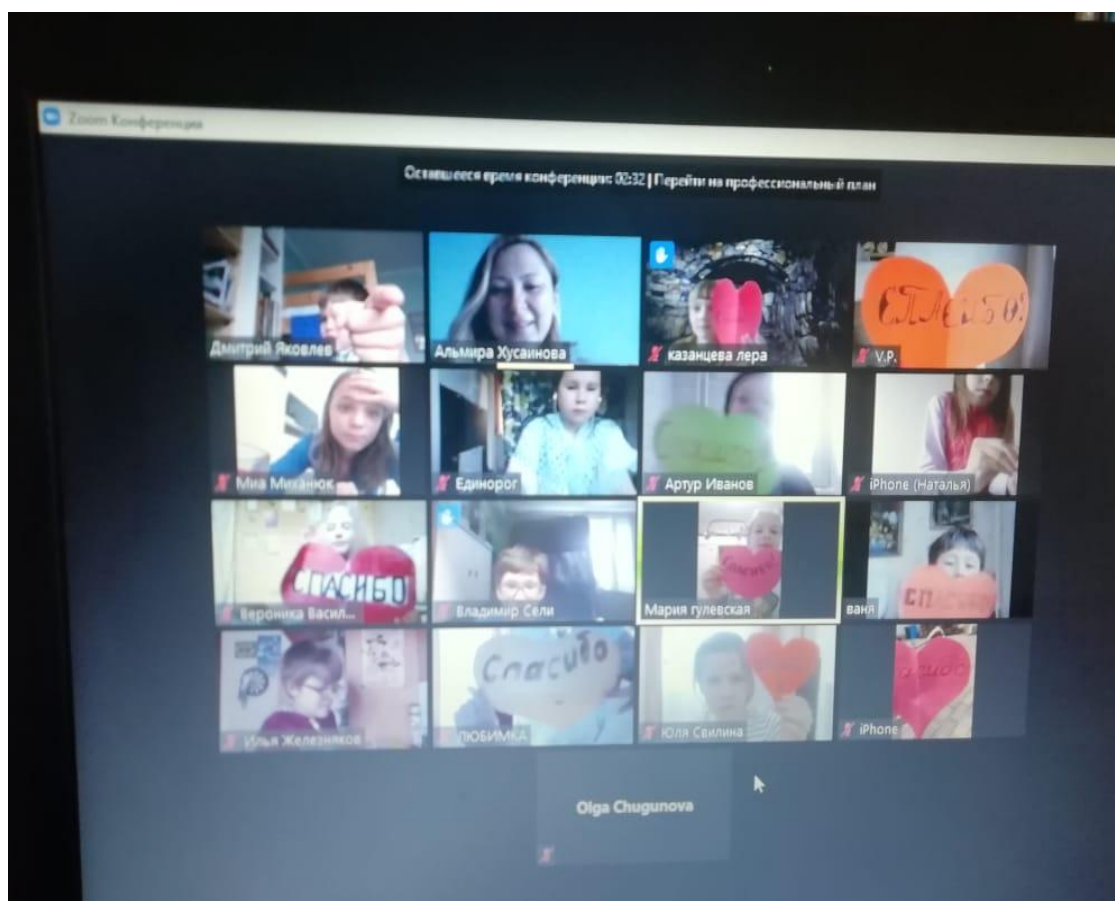 Zoom Конференция
Оставшееся время конференции: 02:32 | Перейти на профессиональный план
Дмитрий Яковлев
Альмира Хусаинова
казанцева лера
СПАСИБО!
V.P.
Миа Миханюк
Единорог
Спасибо
Артур Иванов
iPhone (Наталья)
СПАСИБО
Вероника Васил...
Владимир Сели
Спасибо!
Мария гулевская
ваня
Илья Железняков
Спасибо
ЛЮБИМКА
Юля Свилина
iPhone
Olga Chugunova